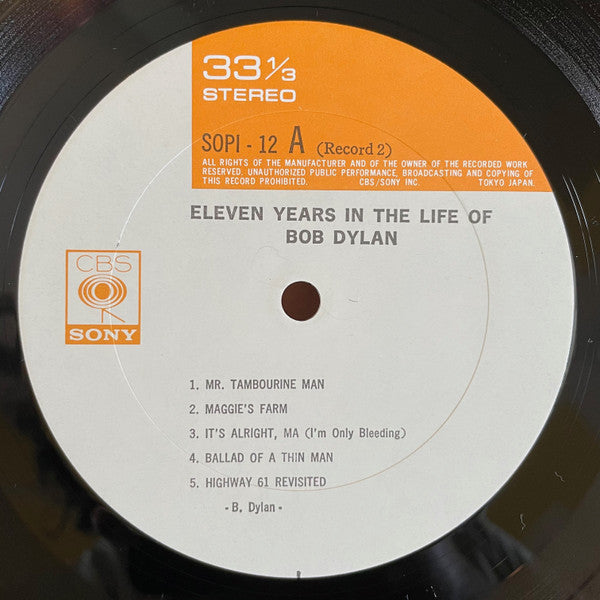 33 1/3
STEREO
SOPI - 12 A (Record 2)
ALL RIGHTS OF THE MANUFACTURER AND OF THE OWNER OF THE RECORDED WORK
RESERVED. UNAUTHORIZED PUBLIC PERFORMANCE, BROADCASTING AND COPYING OF
THIS RECORD PROHIBITED. CBS/SONY INC. TOKYO JAPAN.
ELEVEN YEARS IN THE LIFE OF
BOB DYLAN
CBS
SONY
1. MR. TAMBOURINE MAN
2. MAGGIE'S FARM
3. IT'S ALRIGHT, MA (I'm Only Bleeding)
4. BALLAD OF A THIN MAN
5. HIGHWAY 61 REVISITED
- B. Dylan -